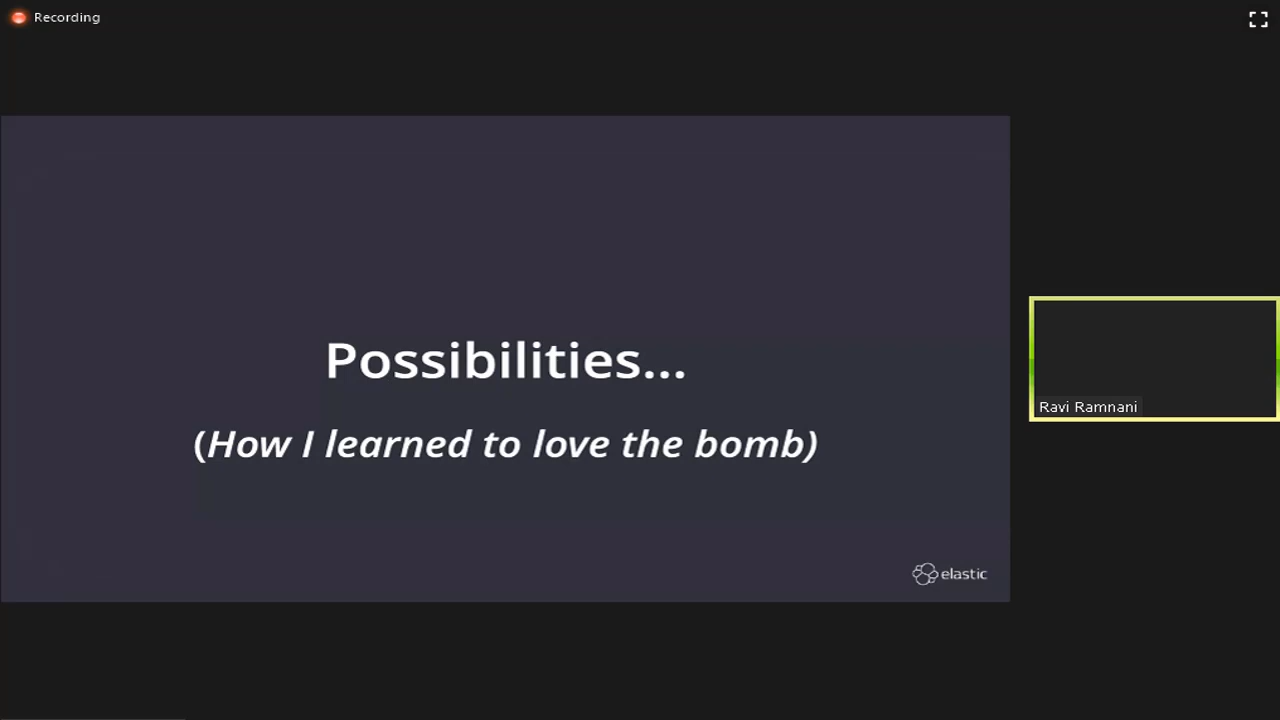 Recording
Possibilities...
(How I learned to love the bomb)
Ravi Ramnani
elastic